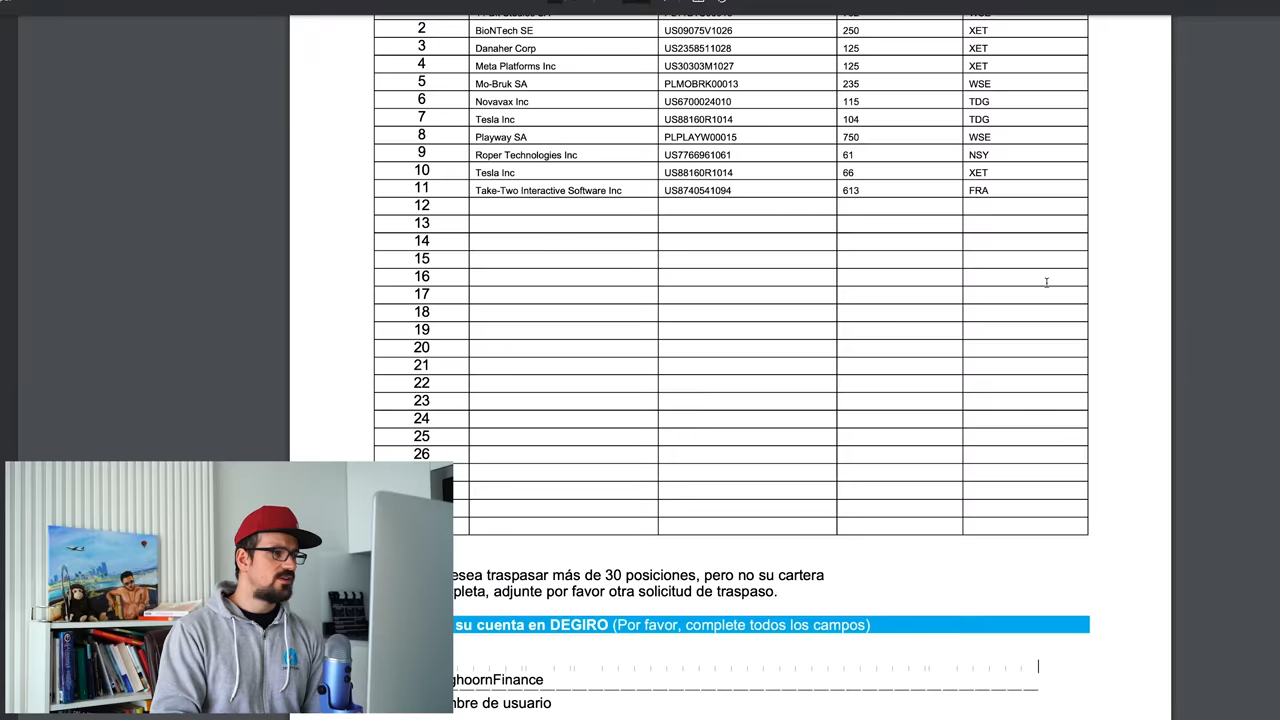 2 BioNTech SE US09075V1026 250 XET
3 Danaher Corp US2358511028 125 XET
4 Meta Platforms Inc US30303M1027 125 XET
5 Mo-Bruk SA PLMOBRK00013 235 WSE
6 Novavax Inc US6700024010 115 TDG
7 Tesla Inc US88160R1014 104 TDG
8 Playway SA PLPLAYW00015 750 WSE
9 Roper Technologies Inc US7766961061 61 NSY
10 Tesla Inc US88160R1014 66 XET
11 Take-Two Interactive Software Inc US8740541094 613 FRA
12
13
14
15
16
17
18
19
20
21
22
23
24
25
26
esea traspasar más de 30 posiciones, pero no su cartera
pleta, adjunte por favor otra solicitud de traspaso.
su cuenta en DEGIRO (Por favor, complete todos los campos)
ghoornFinance
mbre de usuario